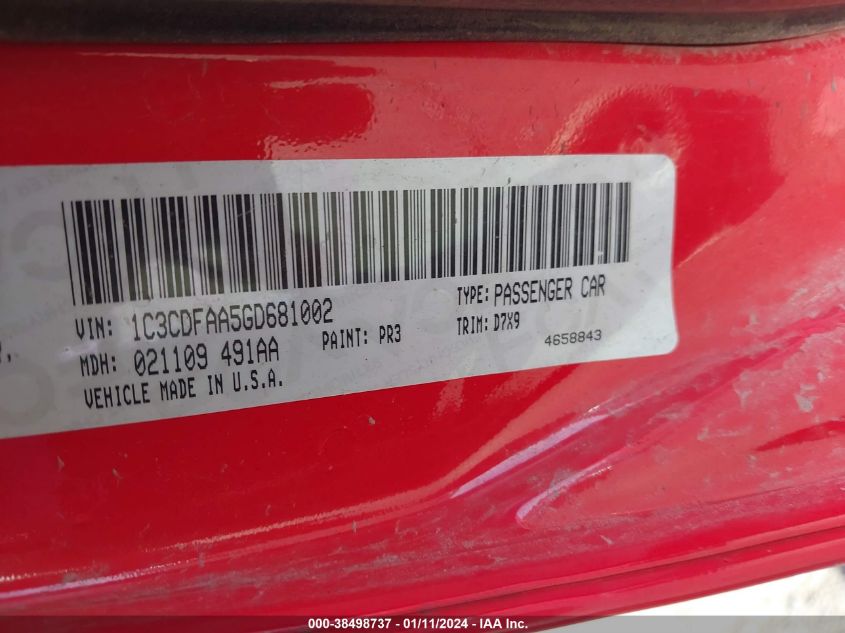 VIN: 1C3CDFAA5GD681002
TYPE: PASSENGER CAR
MDH: 021109 491AA
PAINT: PR3
TRIM: D7X9
VEHICLE MADE IN U.S.A.
4658843
000-38498737 - 01/11/2024 - IAA Inc.